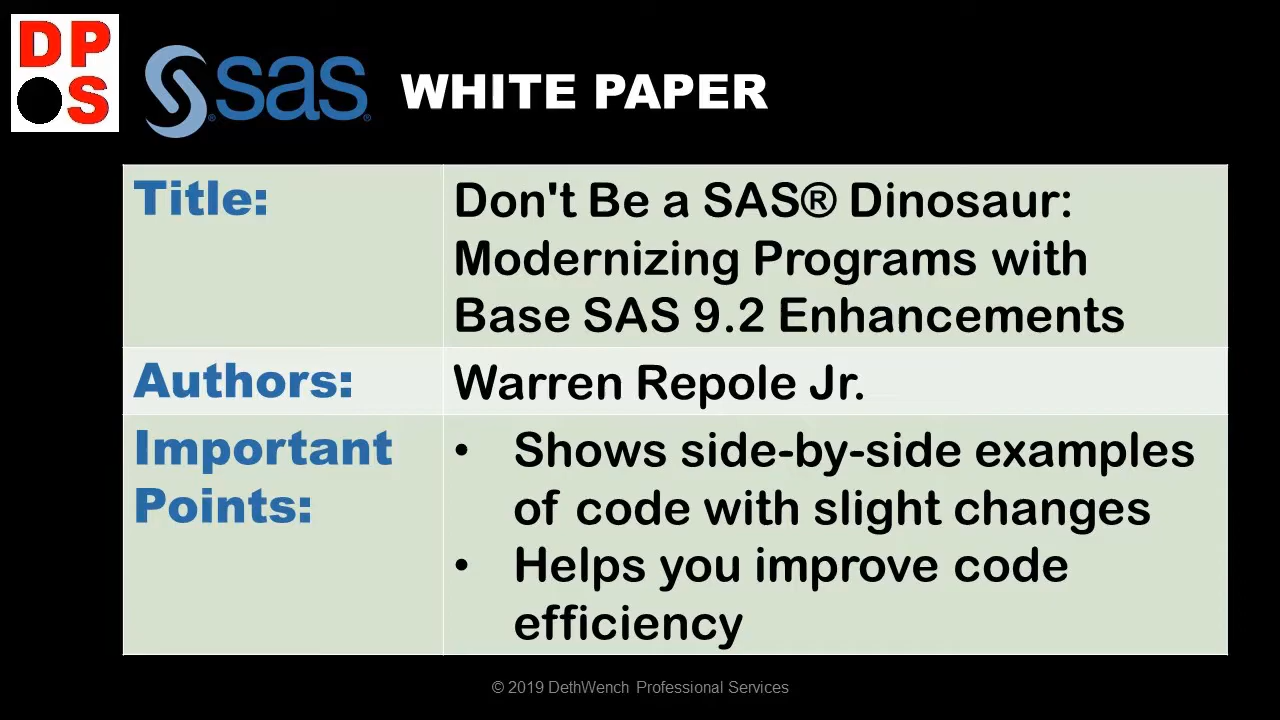 DP
S
sas
WHITE PAPER
Title:
Don't Be a SAS® Dinosaur:
Modernizing Programs with
Base SAS 9.2 Enhancements
Authors:
Warren Repole Jr.
Important
Points:
• Shows side-by-side examples
of code with slight changes
• Helps you improve code
efficiency
© 2019 DethWench Professional Services